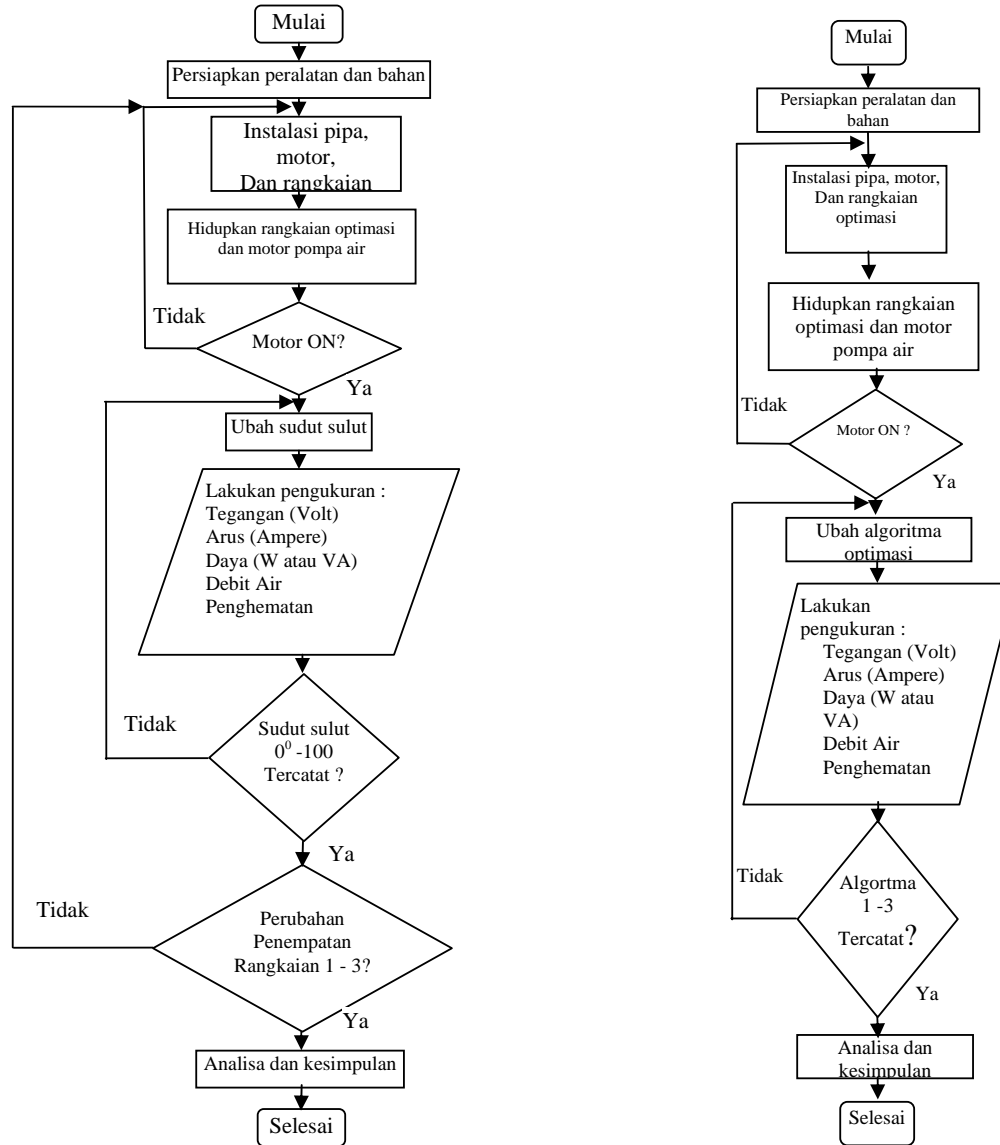 Mulai
Persiapkan peralatan dan bahan
Instalasi pipa,
motor,
Dan rangkaian
Hidupkan rangkaian optimasi
dan motor pompa air
Tidak
Motor ON?
Ya
Ubah sudut sulut
Lakukan pengukuran :
Tegangan (Volt)
Arus (Ampere)
Daya (W atau VA)
Debit Air
Penghematan
Tidak
Sudut sulut
0⁰ -100
Tercatat ?
Ya
Tidak
Perubahan
Penempatan
Rangkaian 1 - 3?
Ya
Analisa dan kesimpulan
Selesai
Mulai
Persiapkan peralatan dan
bahan
Instalasi pipa, motor,
Dan rangkaian
optimasi
Hidupkan rangkaian
optimasi dan motor
pompa air
Tidak
Motor ON ?
Ya
Ubah algoritma
optimasi
Lakukan
pengukuran :
Tegangan (Volt)
Arus (Ampere)
Daya (W atau
VA)
Debit Air
Penghematan
Tidak
Algortma
1 -3
Tercatat?
Ya
Analisa dan
kesimpulan
Selesai